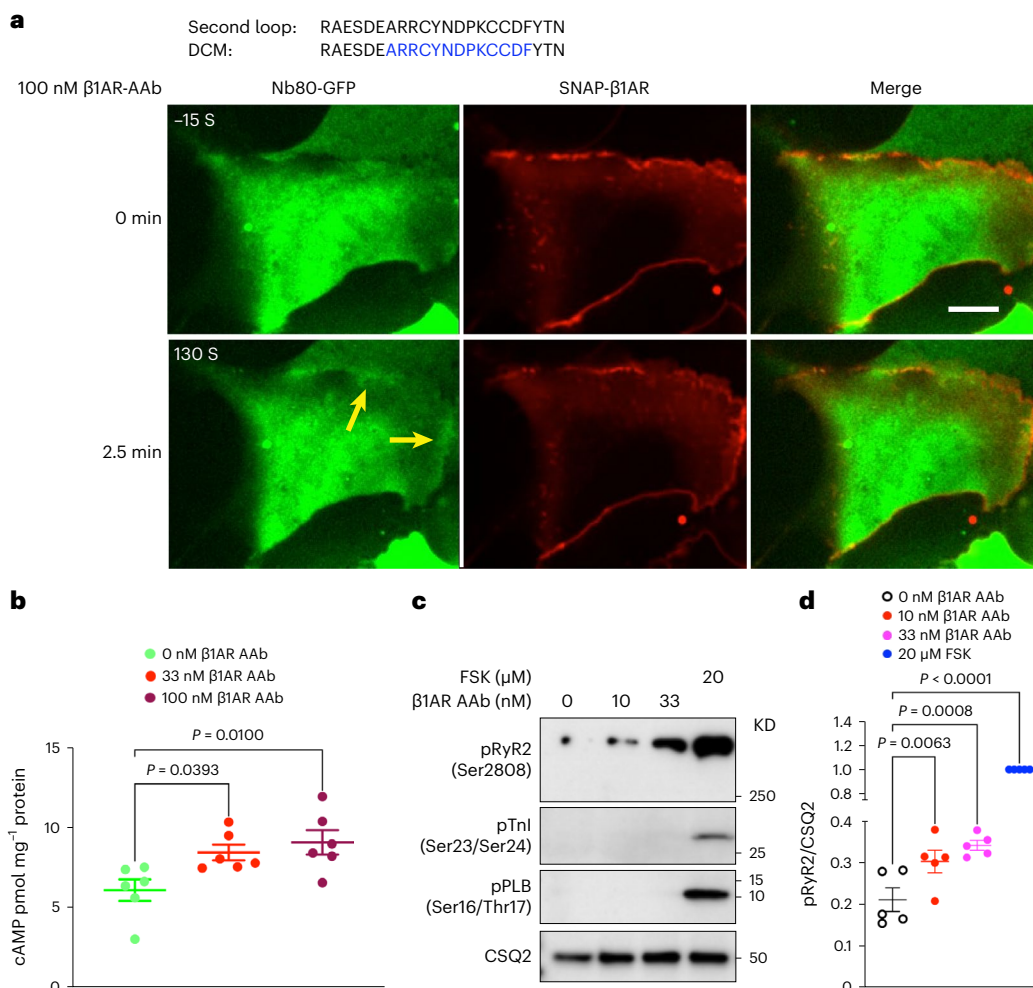 a
Second loop: RAESDEARRCYNDPKCCDFYTN
DCM: RAESDEARRCYNDPKCCDFYTN
100 nM β1AR-AAb Nb80-GFP SNAP-β1AR Merge
–15 S
0 min
130 S
2.5 min
b
0 nM β1AR AAb
33 nM β1AR AAb
100 nM β1AR AAb
P = 0.0100
P = 0.0393
15
10
5
0
cAMP pmol mg⁻¹ protein
c
FSK (µM) 20
β1AR AAb (nM) 0 10 33
KD
pRyR2
(Ser2808)
250
pTnI
(Ser23/Ser24)
25
pPLB
(Ser16/Thr17)
15
10
CSQ2
50
d
0 nM β1AR AAb
10 nM β1AR AAb
33 nM β1AR AAb
20 µM FSK
P < 0.0001
P = 0.0008
P = 0.0063
1.4
1.2
1.0
0.8
0.4
0.3
0.2
0.1
0
pRyR2/CSQ2